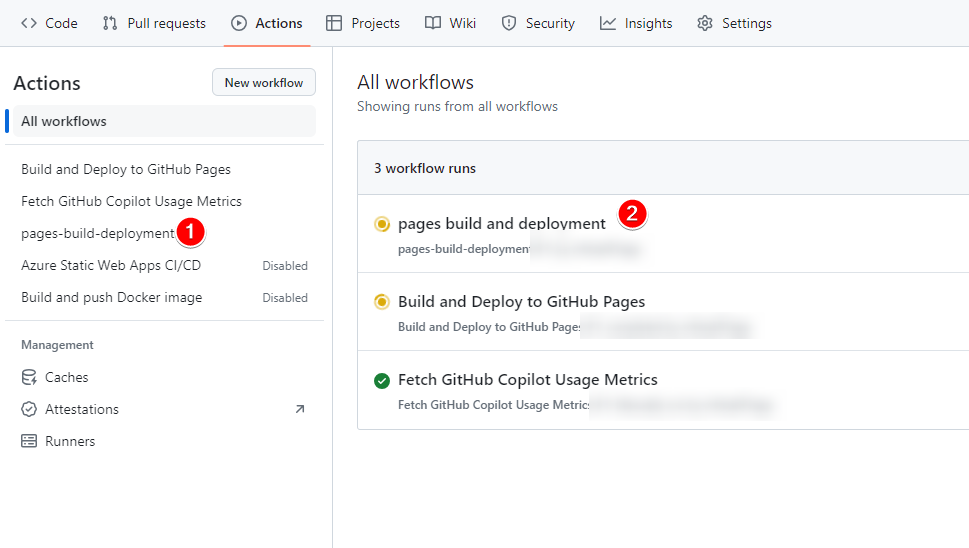 Code Pull requests Actions Projects Wiki Security Insights Settings
Actions New workflow
All workflows
Build and Deploy to GitHub Pages
Fetch GitHub Copilot Usage Metrics
pages-build-deployment 1
Azure Static Web Apps CI/CD Disabled
Build and push Docker image Disabled
Management
Caches
Attestations
Runners
All workflows
Showing runs from all workflows
3 workflow runs
pages build and deployment 2
pages-build-deployment
Build and Deploy to GitHub Pages
Build and Deploy to GitHub Pages
Fetch GitHub Copilot Usage Metrics
Fetch GitHub Copilot Usage Metrics